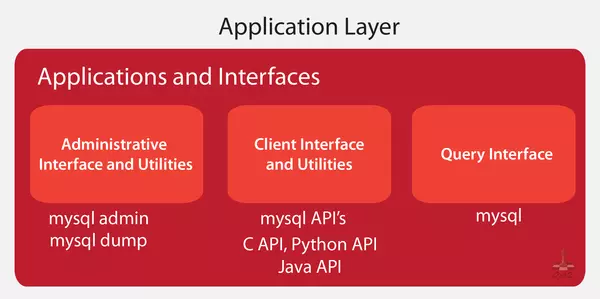 Application Layer
Applications and Interfaces
Administrative
Interface and Utilities
Client Interface
and Utilities
Query Interface
mysql admin
mysql dump
mysql API's
C API, Python API
Java API
mysql